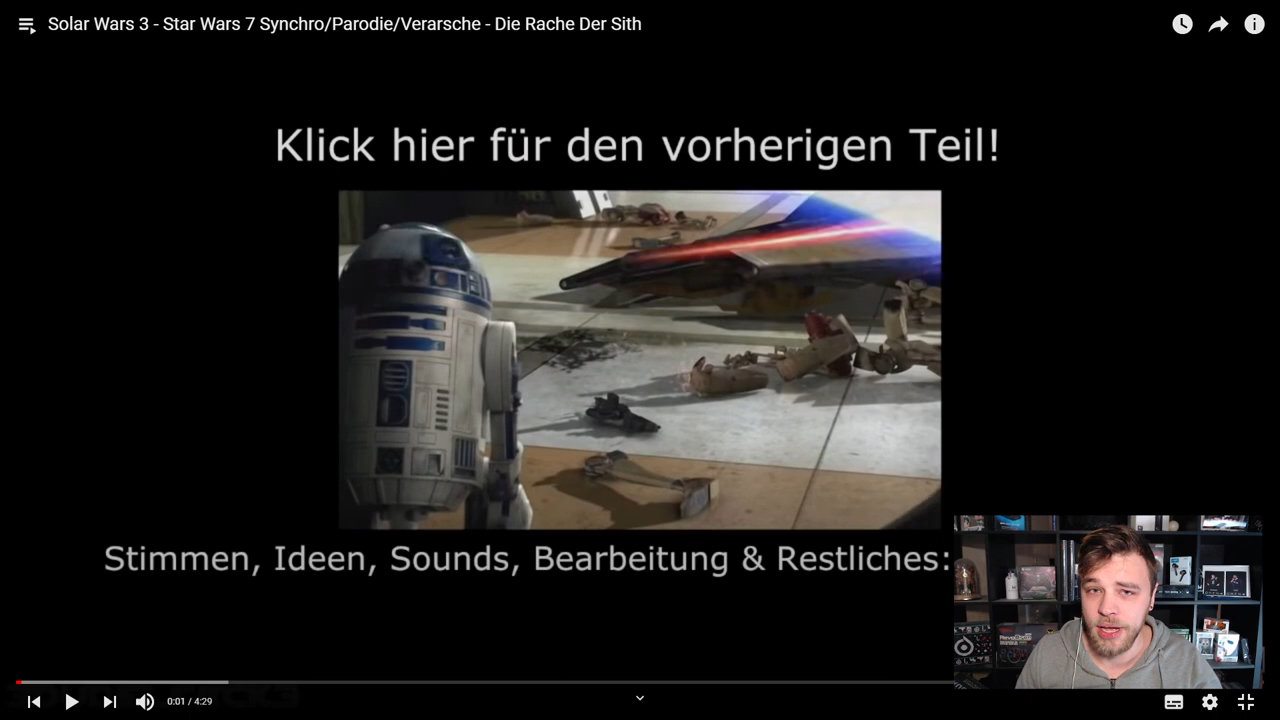 Solar Wars 3 - Star Wars 7 Synchro/Parodie/Verarsche - Die Rache Der Sith
Klick hier für den vorherigen Teil!
Stimmen, Ideen, Sounds, Bearbeitung & Restliches:
0:01 / 4:29